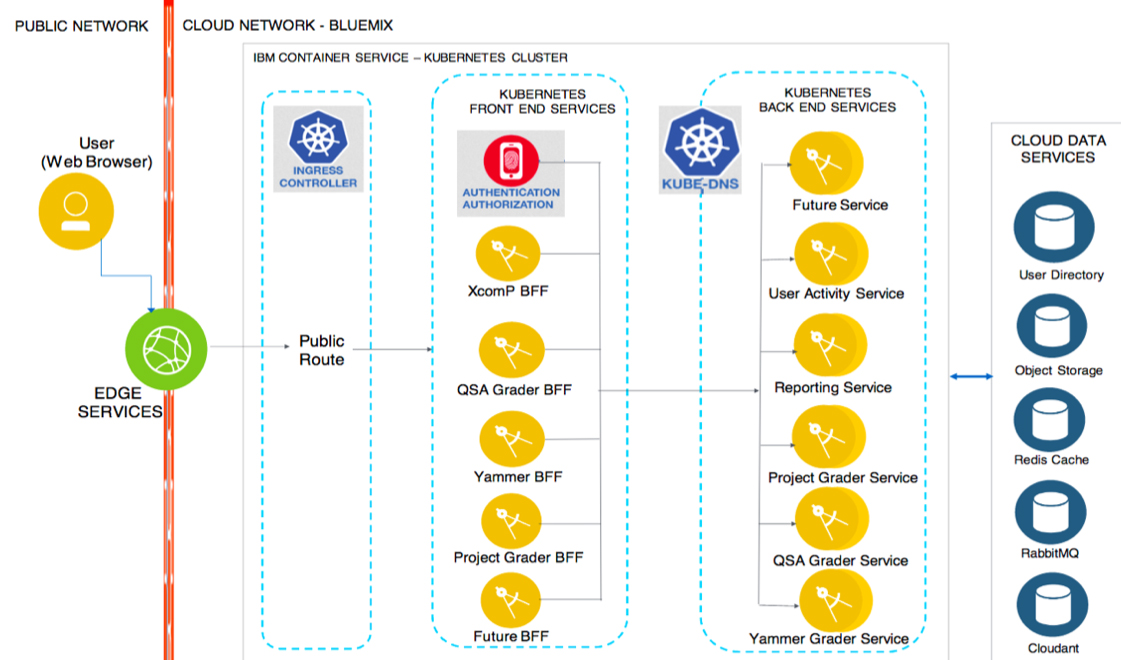 PUBLIC NETWORK
CLOUD NETWORK - BLUEMIX
IBM CONTAINER SERVICE – KUBERNETES CLUSTER
User
(Web Browser)
EDGE
SERVICES
INGRESS
CONTROLLER
Public
Route
KUBERNETES
FRONT END SERVICES
AUTHENTICATION
AUTHORIZATION
XcomP BFF
QSA Grader BFF
Yammer BFF
Project Grader BFF
Future BFF
KUBE-DNS
KUBERNETES
BACK END SERVICES
Future Service
User Activity Service
Reporting Service
Project Grader Service
QSA Grader Service
Yammer Grader Service
CLOUD DATA
SERVICES
User Directory
Object Storage
Redis Cache
RabbitMQ
Cloudant